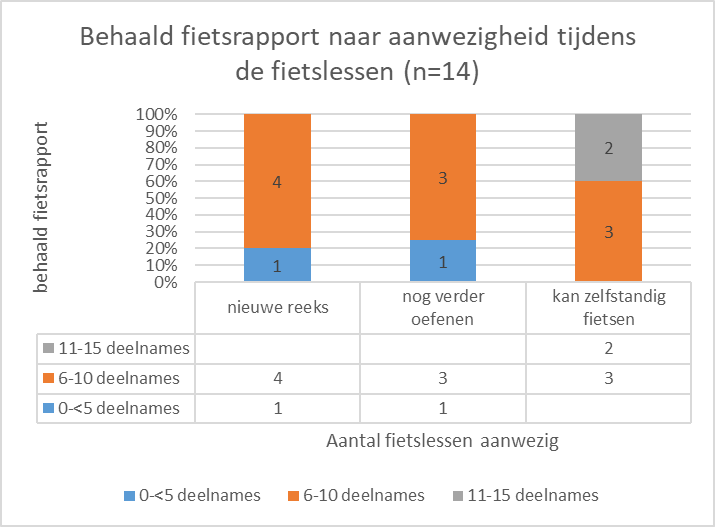 Behaald fietsrapport naar aanwezigheid tijdens
de fietslessen (n=14)
behaald fietsrapport
100%
90%
80%
70%
60%
50%
40%
30%
20%
10%
0%
4
1
3
1
2
3
nieuwe reeks
nog verder
oefenen
kan zelfstandig
fietsen
11-15 deelnames 2
6-10 deelnames 4 3 3
0-<5 deelnames 1 1
Aantal fietslessen aanwezig
0-<5 deelnames 6-10 deelnames 11-15 deelnames